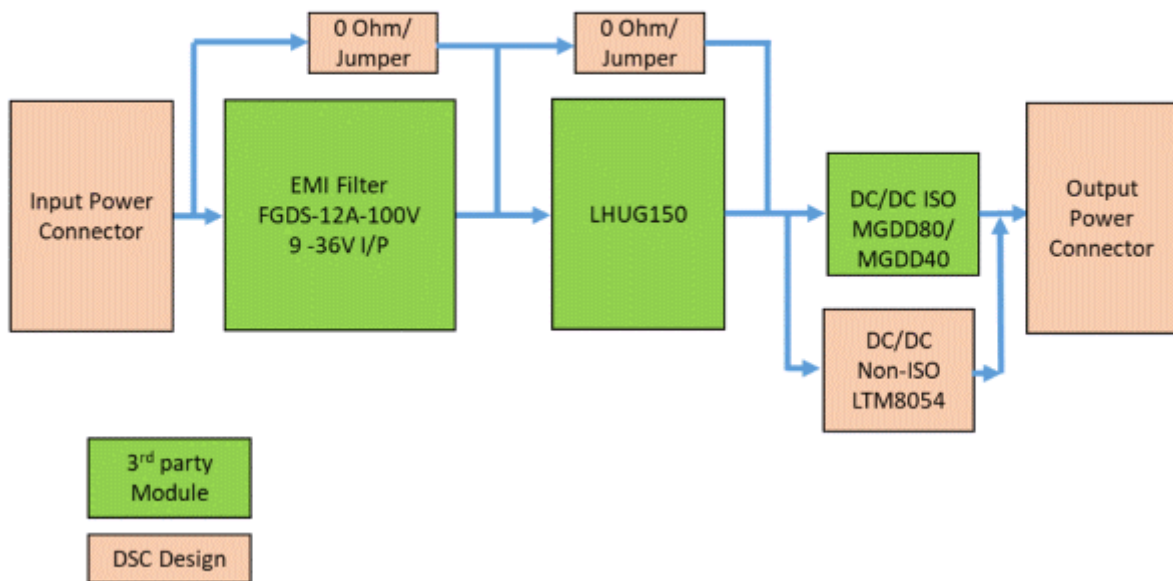 0 Ohm/
Jumper
0 Ohm/
Jumper
Input Power
Connector
EMI Filter
FGDS-12A-100V
9 -36V I/P
LHUG150
DC/DC ISO
MGDD80/
MGDD40
Output
Power
Connector
DC/DC
Non-ISO
LTM8054
3rd party
Module
DSC Design